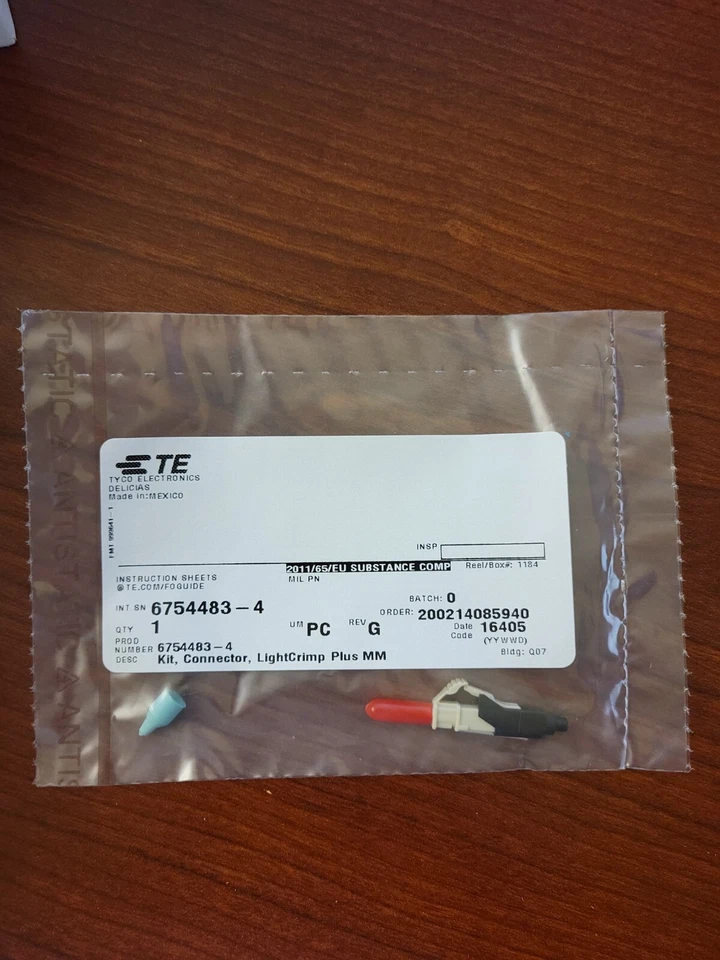 TE
TYCO ELECTRONICS
DELICIAS
Made in:MEXICO
INSP
2011/65/EU SUBSTANCE COMP Reel/Box#: 1184
INSTRUCTION SHEETS MIL PN
@TE.COM/FOGUIDE
BATCH: 0
INT SN 6754483-4 ORDER: 200214085940
QTY 1 UM PC REV G Date Code 16405 (YYWWD)
PROD NUMBER 6754483-4 Bldg: Q07
DESC Kit, Connector, LightCrimp Plus MM